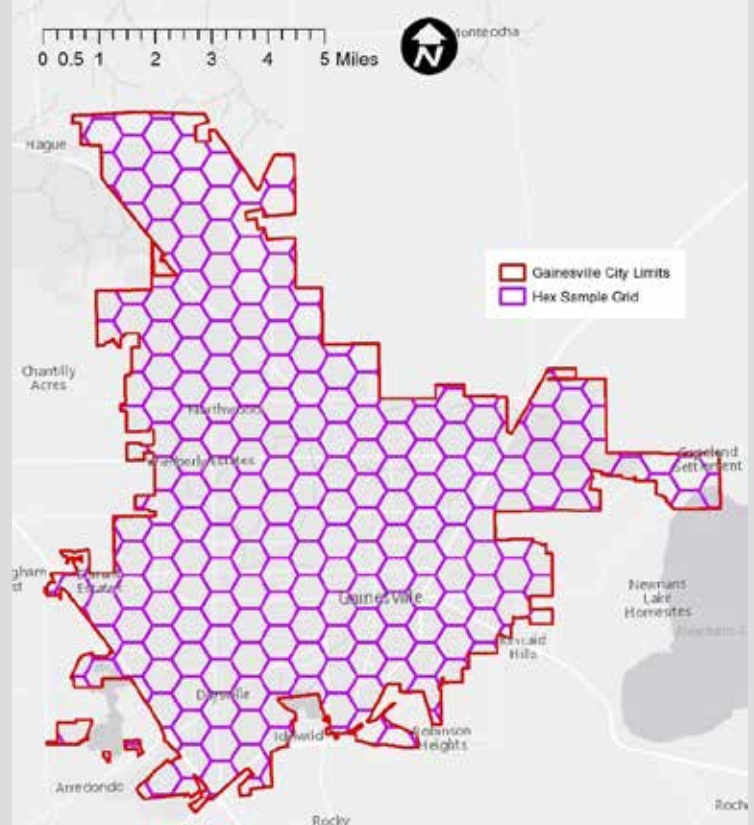 0 0.5 1 2 3 4 5 Miles
N
Monteocha
Hague
Gainesville City Limits
Hex Sample Grid
Chantilly
Acres
Northwood
Kimberly Estates
Copeland
Settlement
Estates
Gainesville
Newnans
Lake
Homesites
Kincaid
Hills
Daysville
Idylwild
Robinson
Heights
Arredondo
Rocky